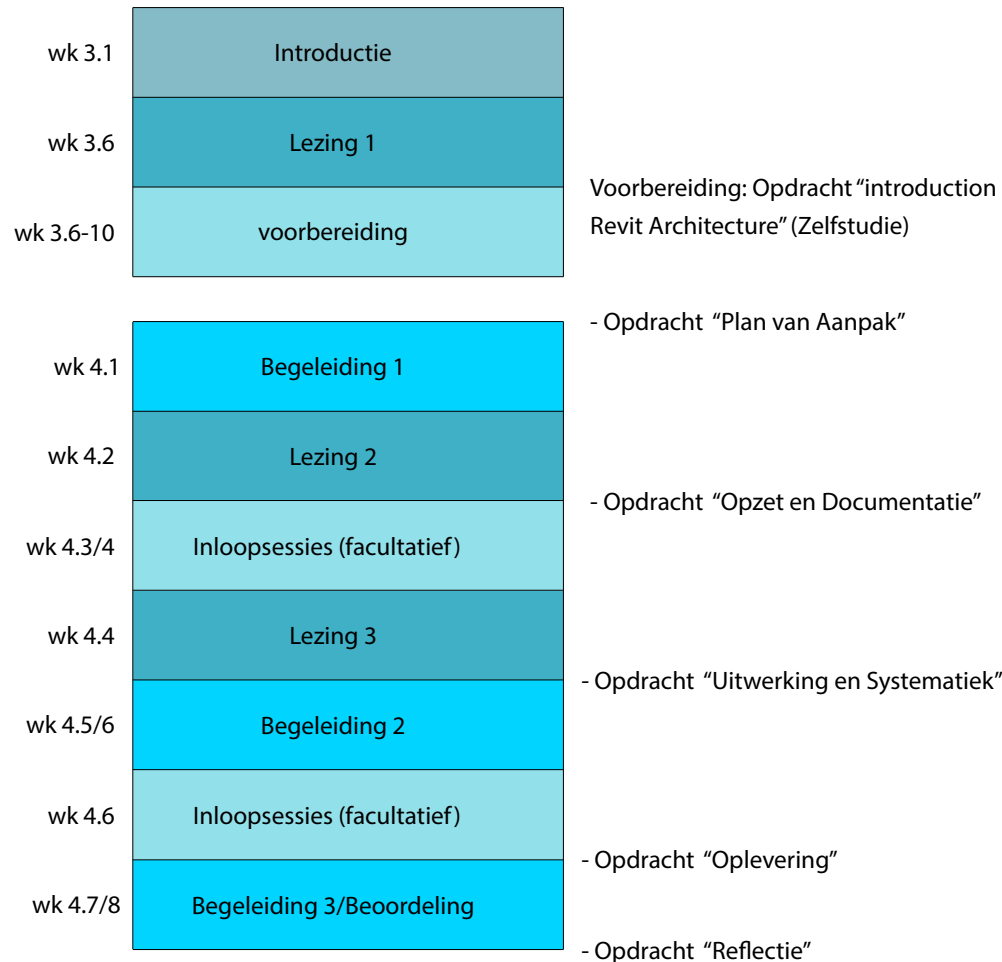 wk 3.1
Introductie
wk 3.6
Lezing 1
Voorbereiding: Opdracht “introduction
Revit Architecture” (Zelfstudie)
wk 3.6-10
voorbereiding
- Opdracht “Plan van Aanpak”
wk 4.1
Begeleiding 1
wk 4.2
Lezing 2
- Opdracht “Opzet en Documentatie”
wk 4.3/4
Inloopsessies (facultatief)
wk 4.4
Lezing 3
- Opdracht “Uitwerking en Systematiek”
wk 4.5/6
Begeleiding 2
wk 4.6
Inloopsessies (facultatief)
- Opdracht “Oplevering”
wk 4.7/8
Begeleiding 3/Beoordeling
- Opdracht “Reflectie”